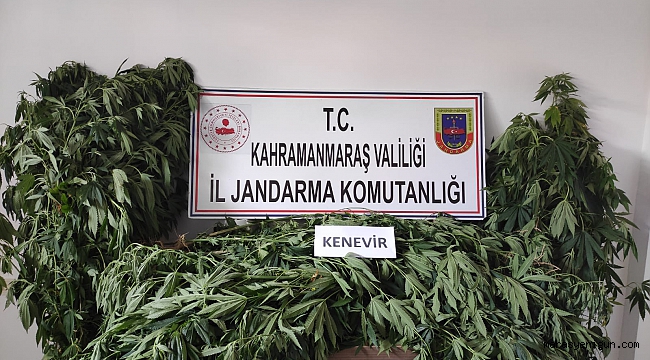 T.C.
KAHRAMANMARAŞ VALİLİĞİ
İL JANDARMA KOMUTANLIĞI
KENEVİR